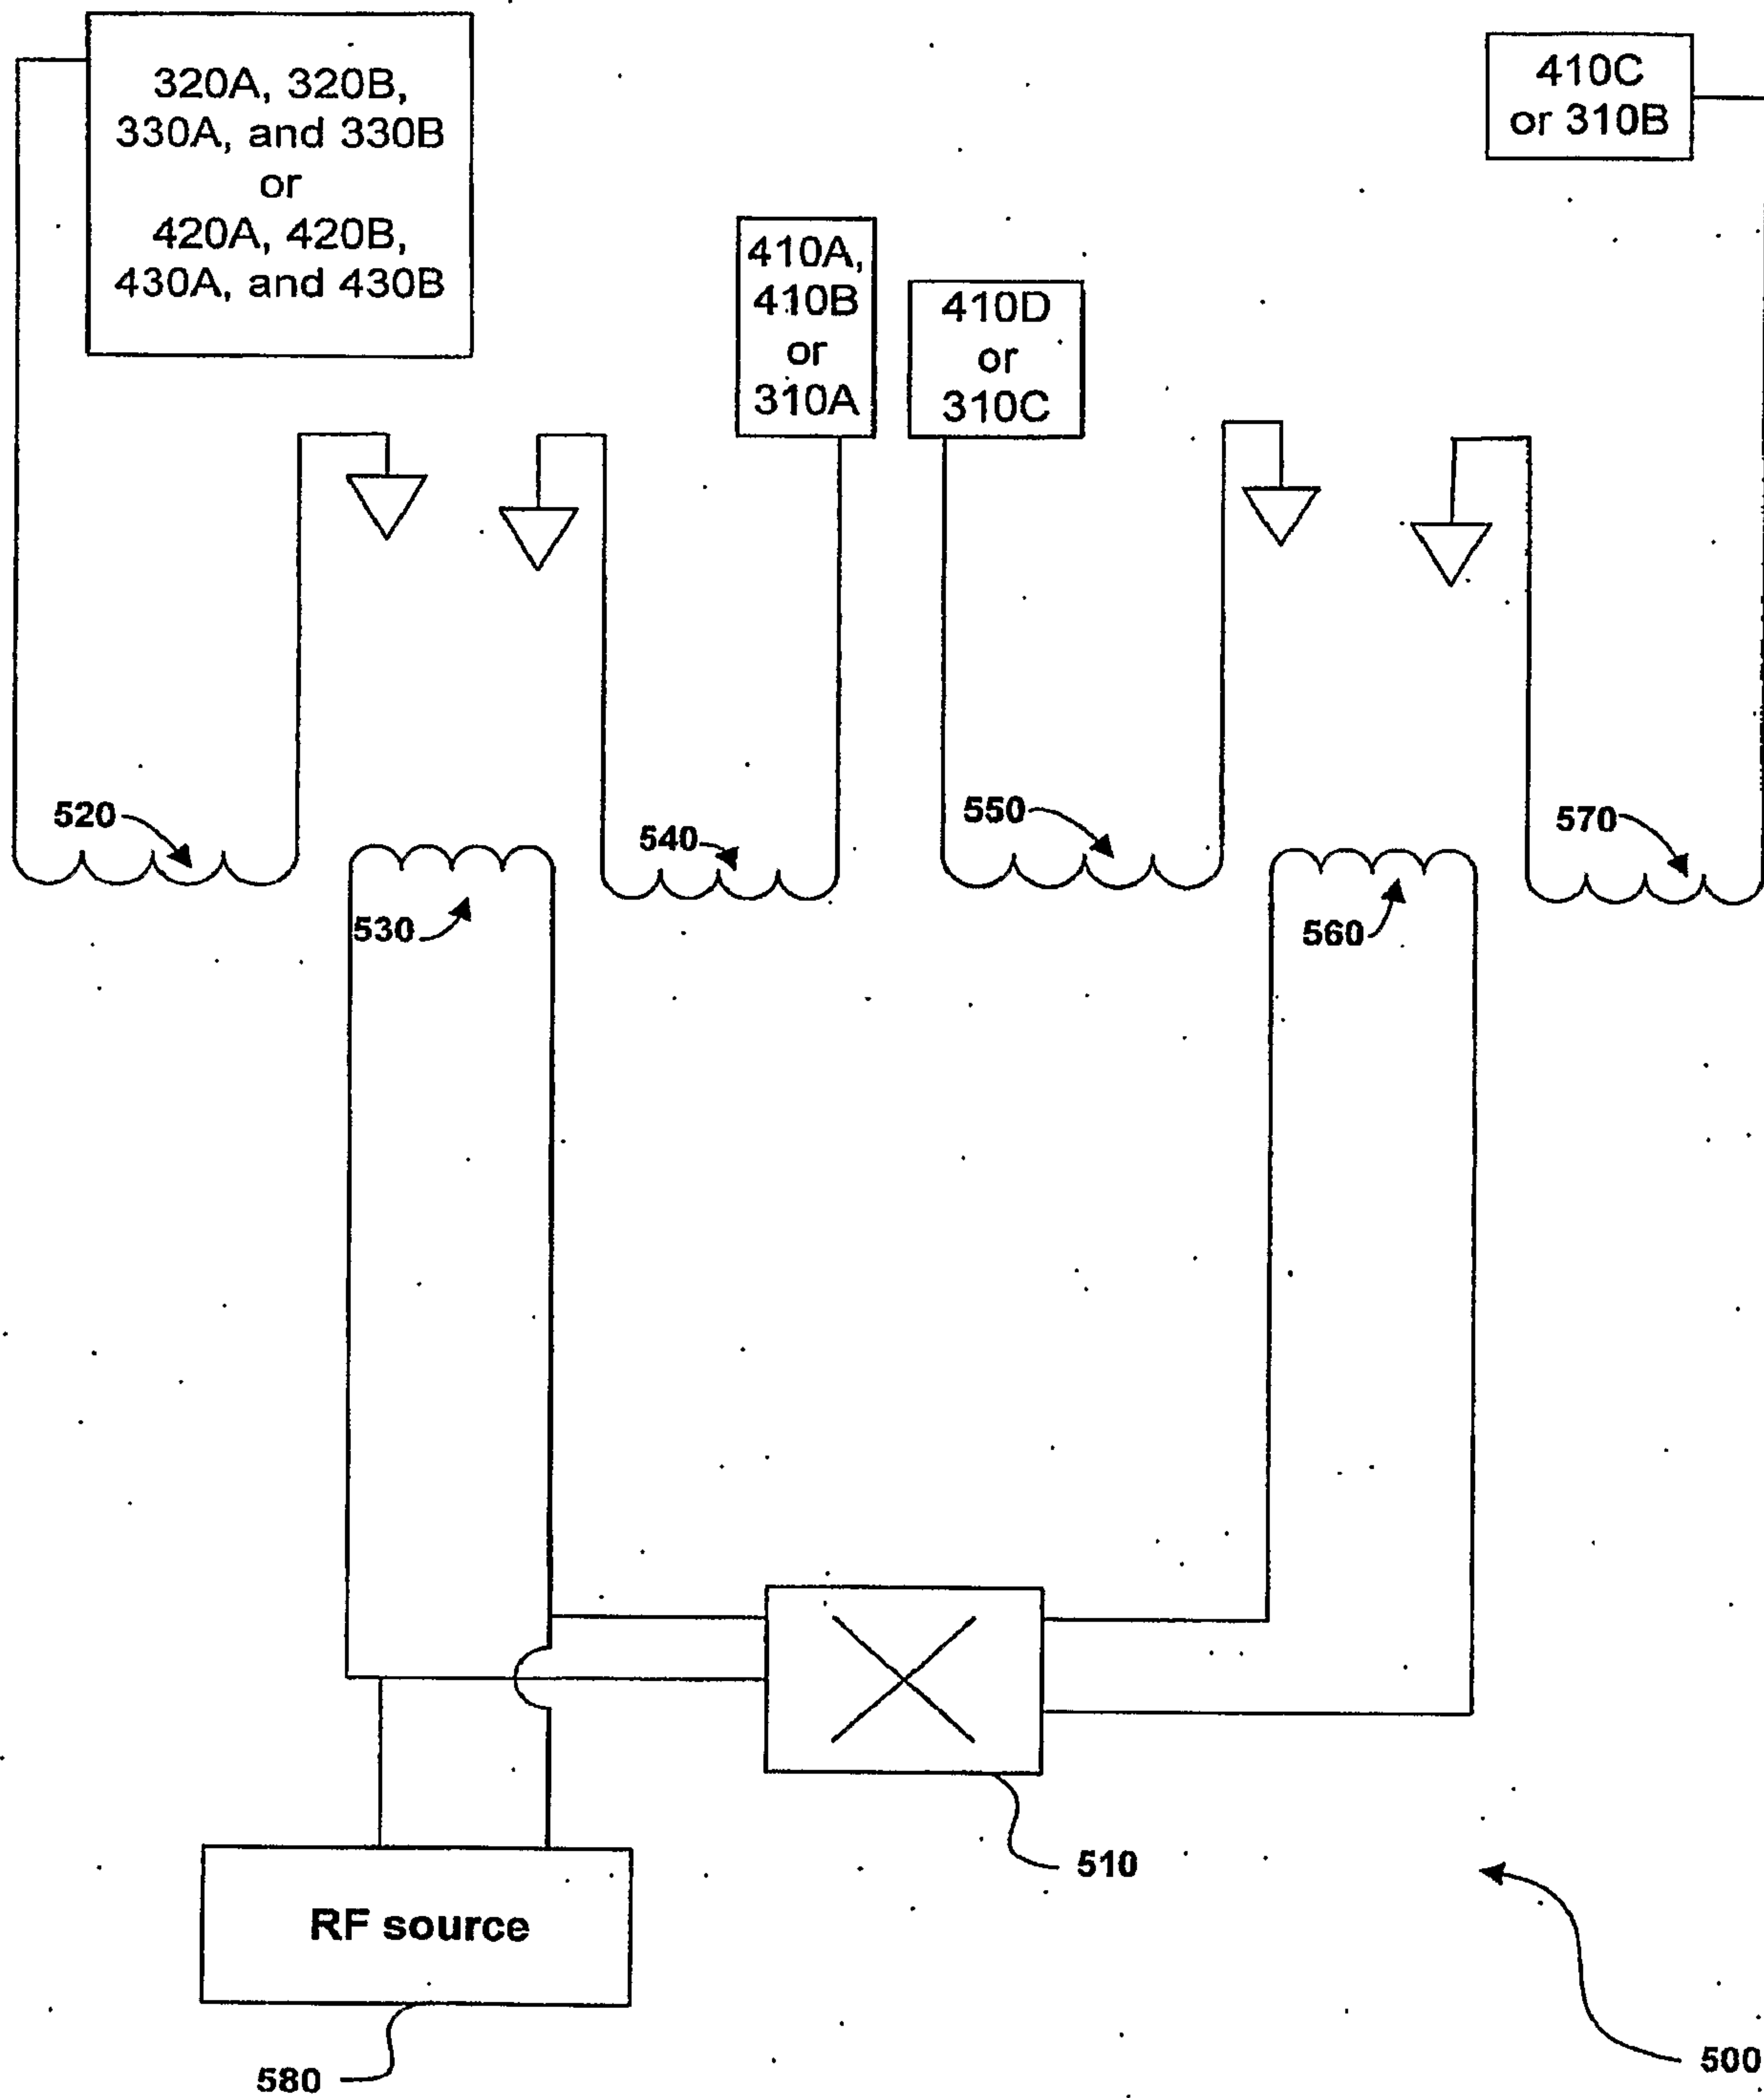 320A, 320B,
330A, and 330B
or
420A, 420B,
430A, and 430B
410C
or 310B
410A,
410B
or
310A
410D
or
310C
520
530
540
550
560
570
510
RF source
580
500